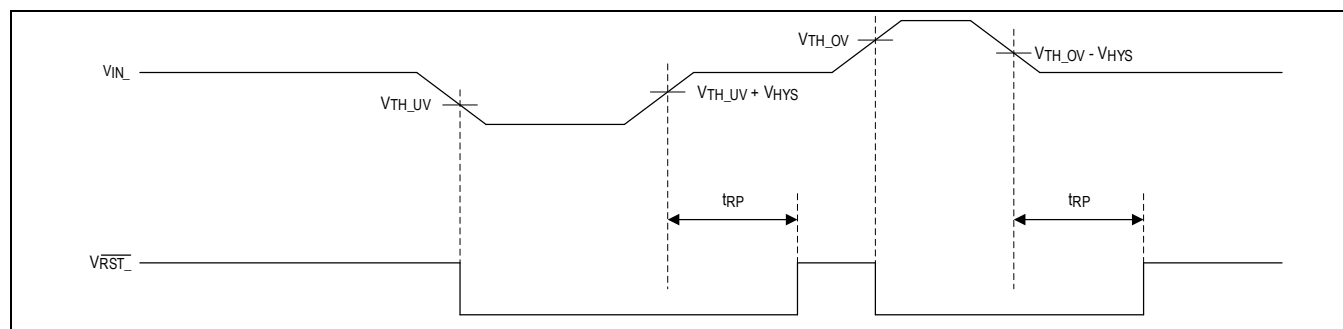 VTH_OV
VTH_OV - VHYS
VIN_
VTH_UV
VTH_UV + VHYS
tRP
tRP
VRST_